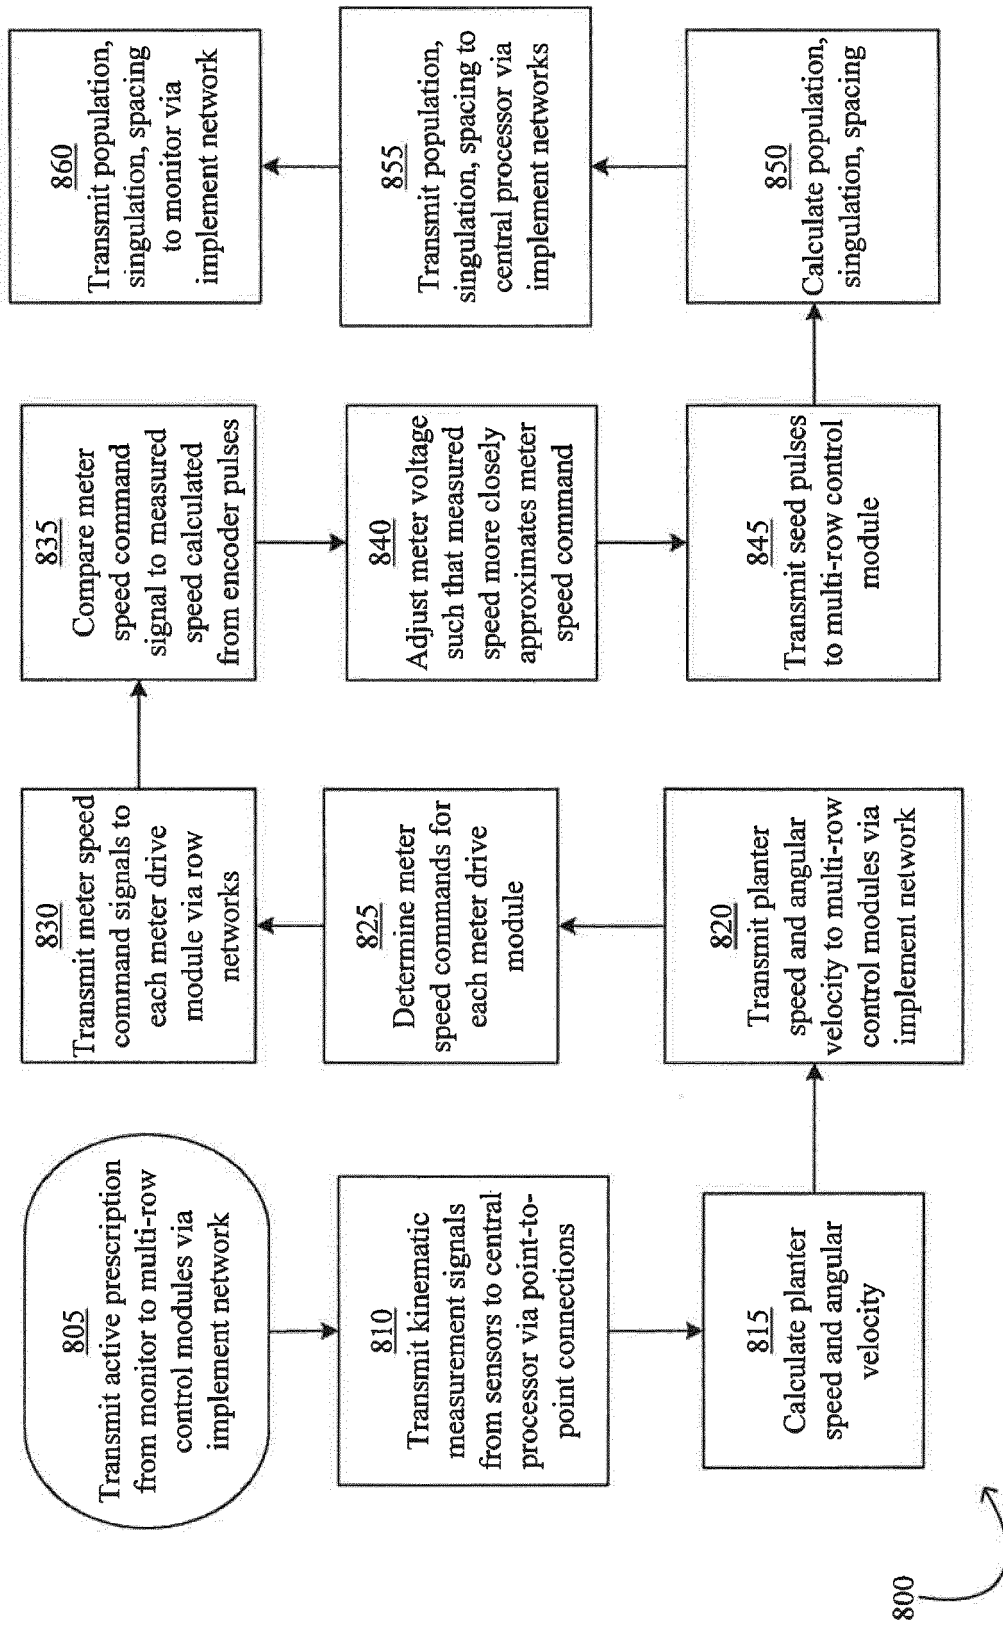 805
Transmit active prescription
from monitor to multi-row
control modules via
implement network
810
Transmit kinematic
measurement signals
from sensors to central
processor via point-to-
point connections
815
Calculate planter
speed and angular
velocity
820
Transmit planter
speed and angular
velocity to multi-row
control modules via
implement network
825
Determine meter
speed commands for
each meter drive
module
830
Transmit meter speed
command signals to
each meter drive
module via row
networks
835
Compare meter
speed command
signal to measured
speed calculated
from encoder pulses
840
Adjust meter voltage
such that measured
speed more closely
approximates meter
speed command
845
Transmit seed pulses
to multi-row control
module
850
Calculate population,
singulation, spacing
855
Transmit population,
singulation, spacing to
central processor via
implement networks
860
Transmit population,
singulation, spacing
to monitor via
implement network
800